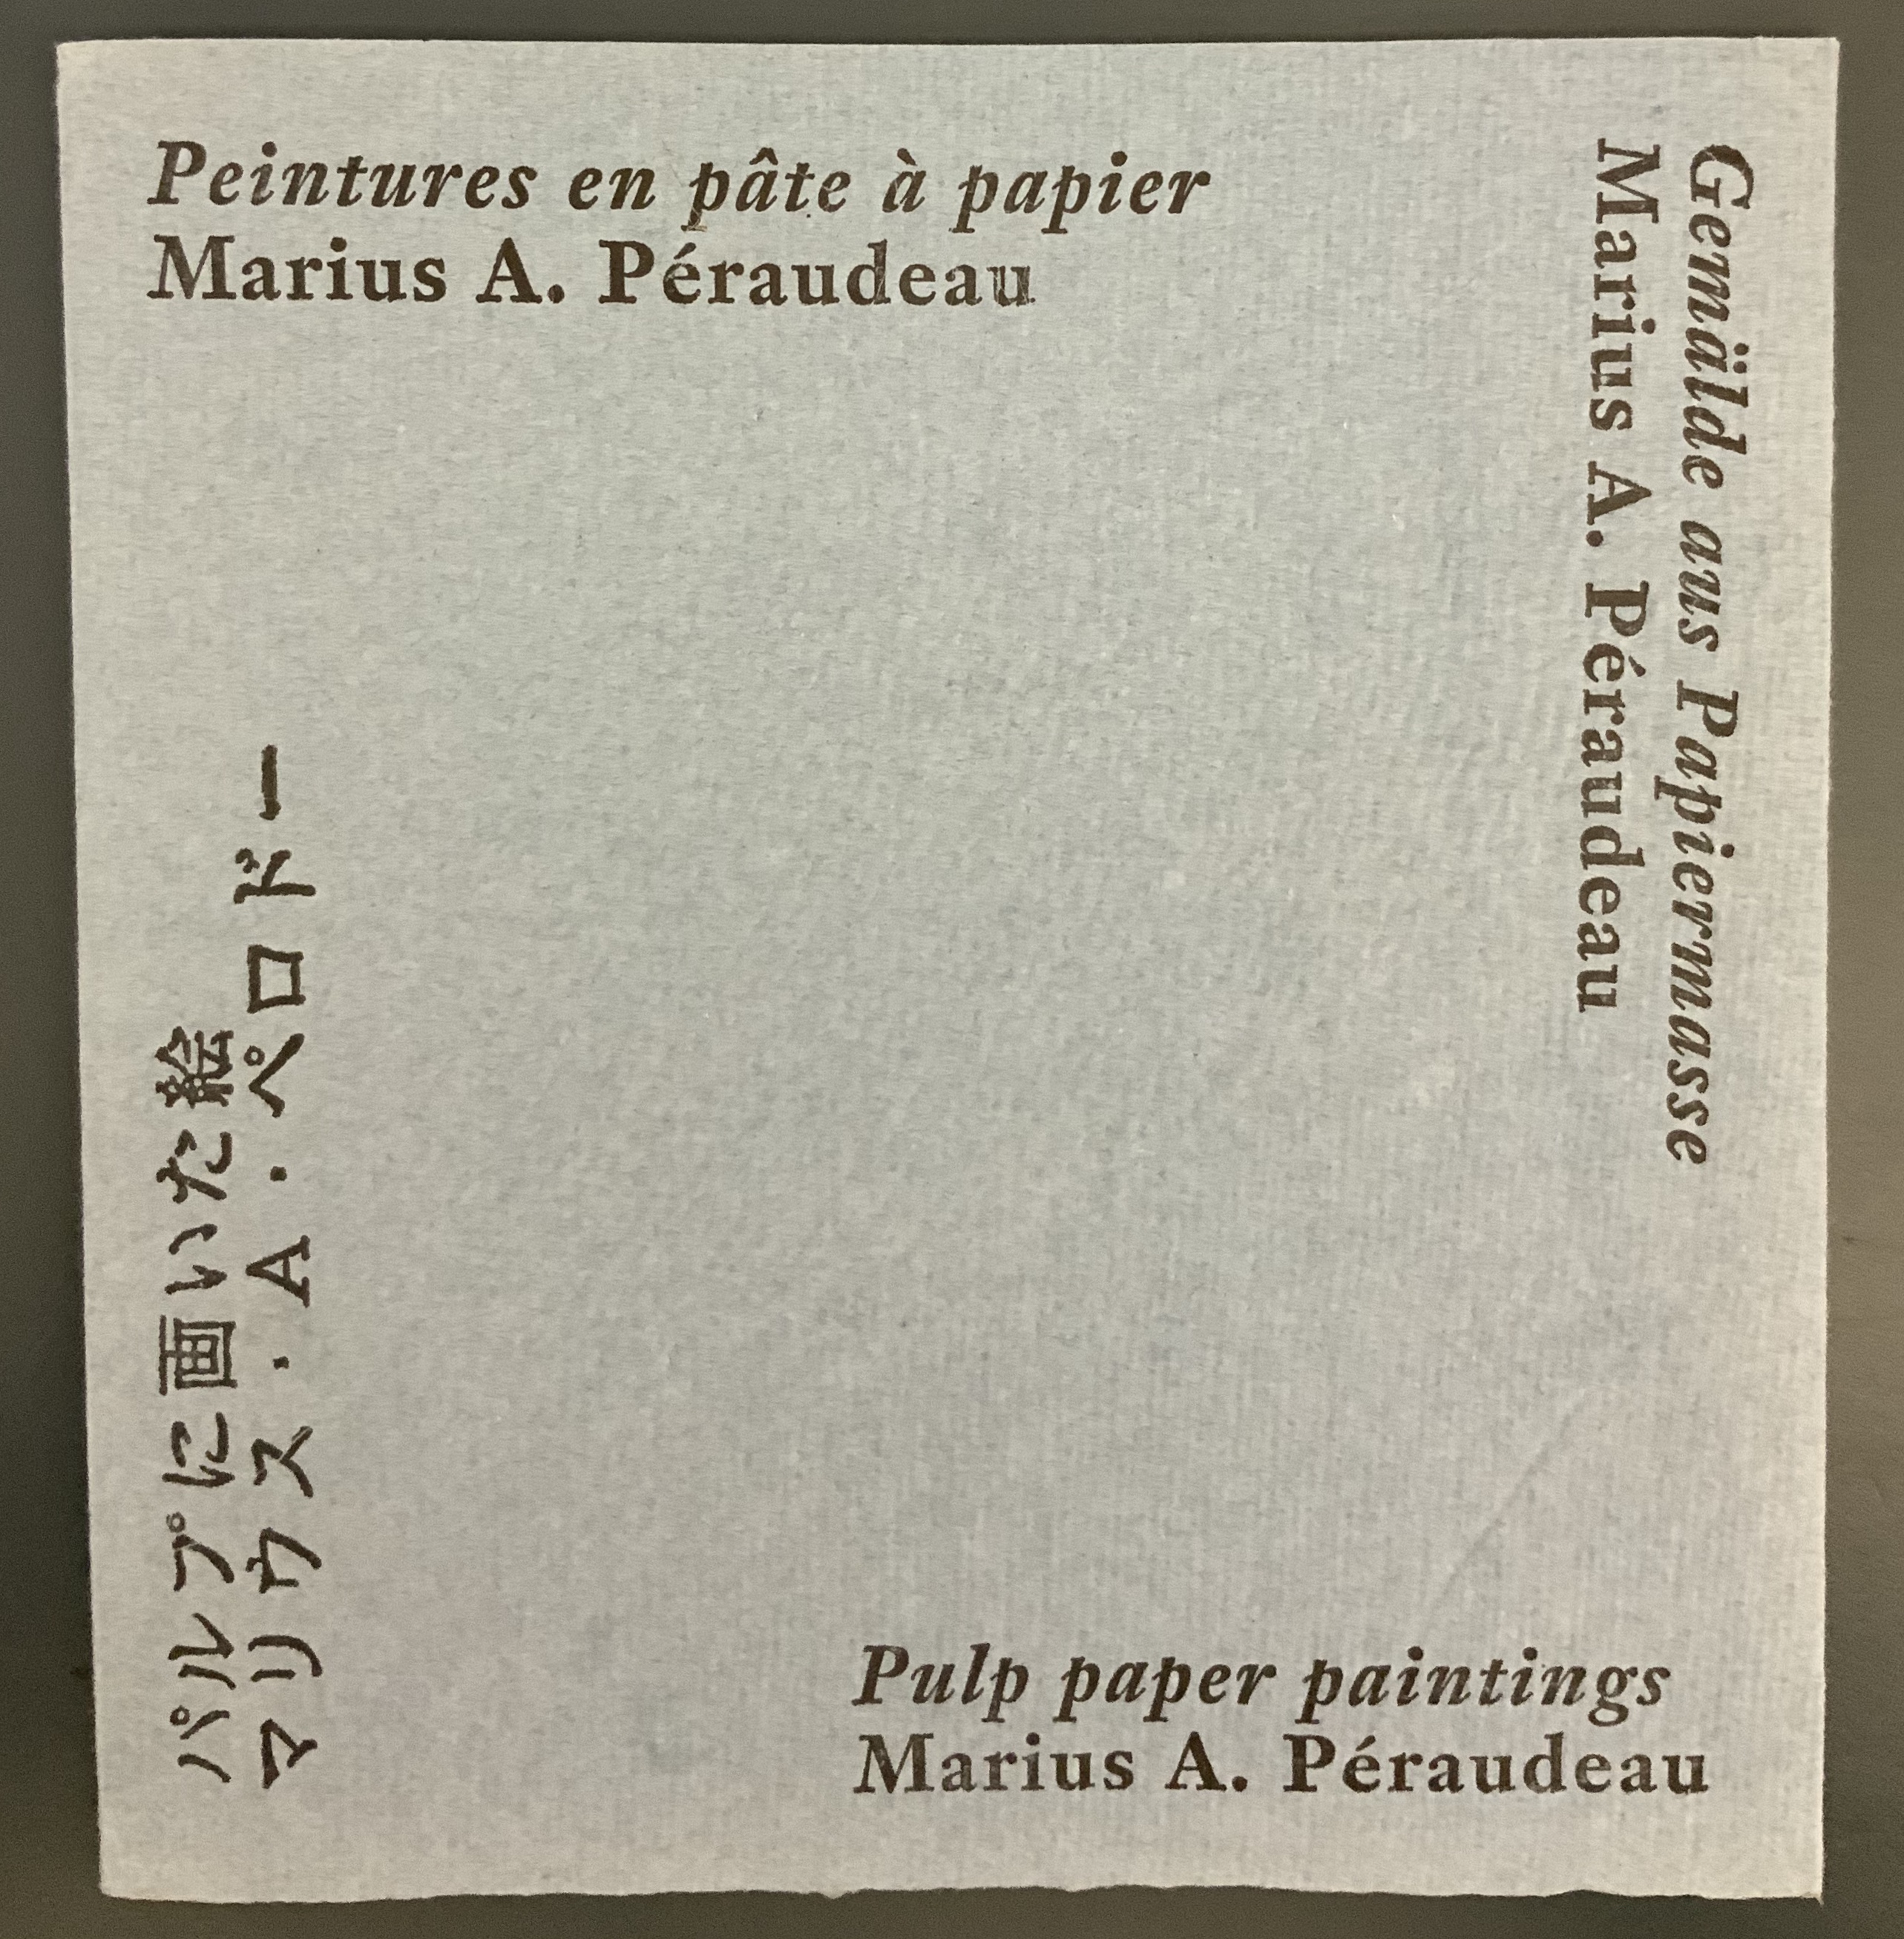 Peintures en pâte à papier
Marius A. Péraudeau
Gemälde aus Papiermasse
Marius A. Péraudeau
パルプに画いた絵
マリウス・A・ペロドー
Pulp paper paintings
Marius A. Péraudeau